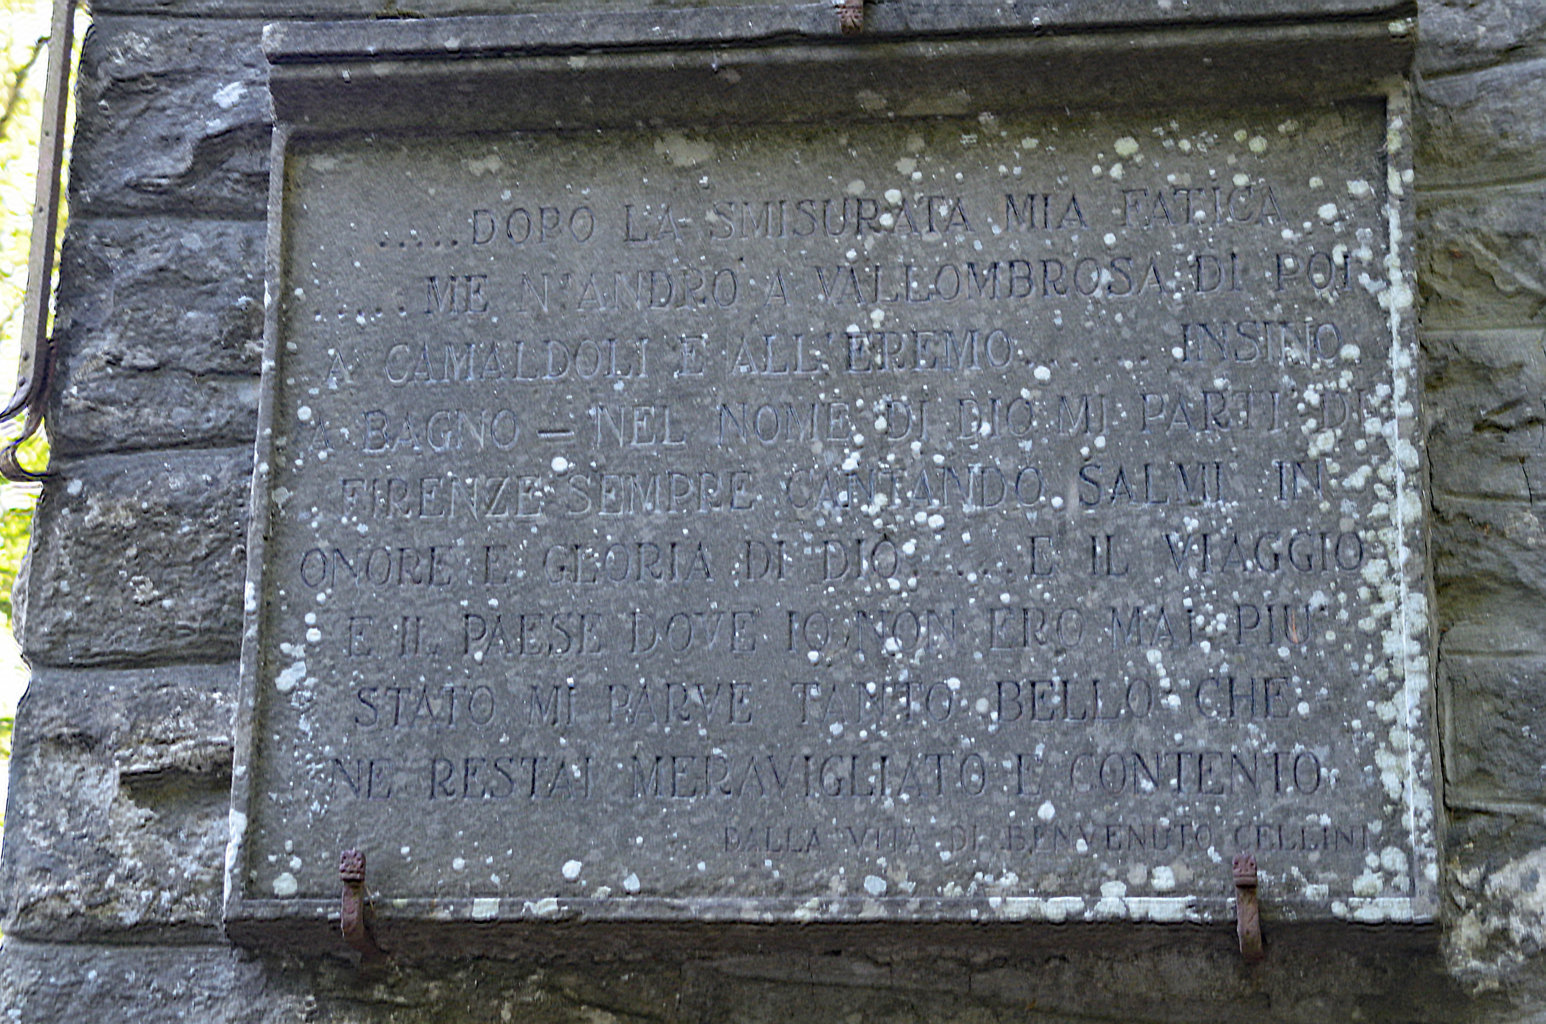 ..... DOPO LA SMISURATA MIA FATICA
..... ME N'ANDRO A VALLOMBROSA DI POI
A CAMALDOLI E ALL'EREMO ..... INSINO
A BAGNO — NEL NOME DI DIO MI PARTI DI
FIRENZE SEMPRE CANTANDO SALMI IN
ONORE E GLORIA DI DIO ..... E IL VIAGGIO
E IL PAESE DOVE IO NON ERO MAI PIU'
STATO MI PARVE TANTO BELLO CHE
NE RESTAI MERAVIGLIATO E CONTENTO
DALLA VITA DI BENVENUTO CELLINI